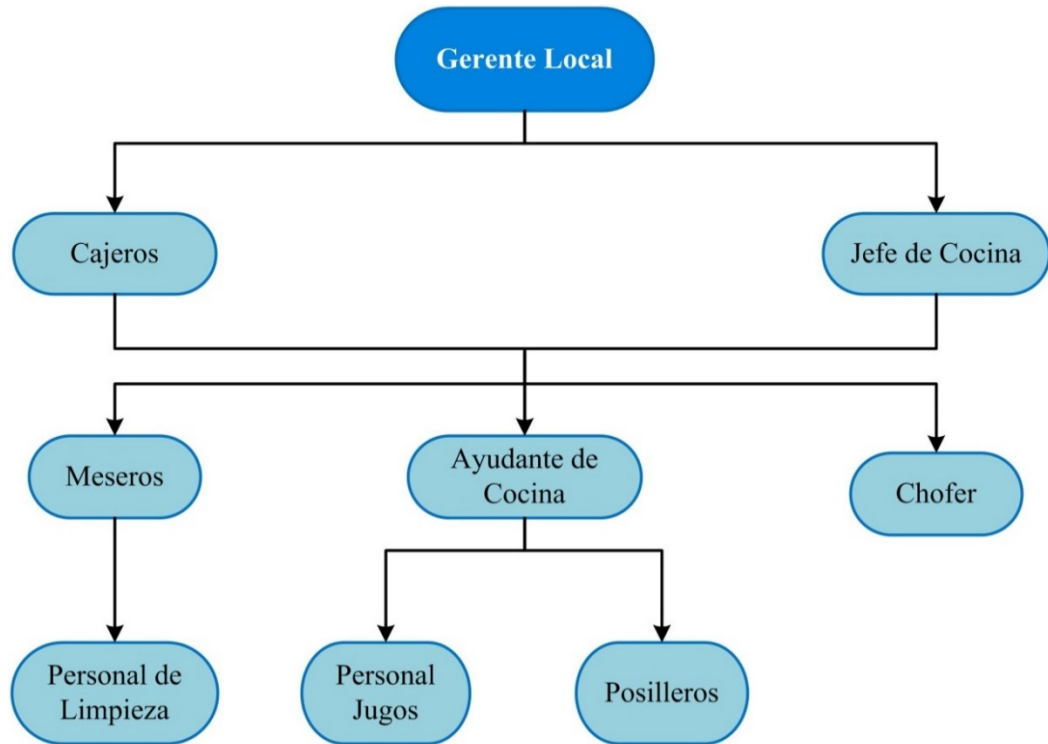 Gerente Local
Cajeros
Jefe de Cocina
Meseros
Ayudante de
Cocina
Chofer
Personal de
Limpieza
Personal
Jugos
Posilleros